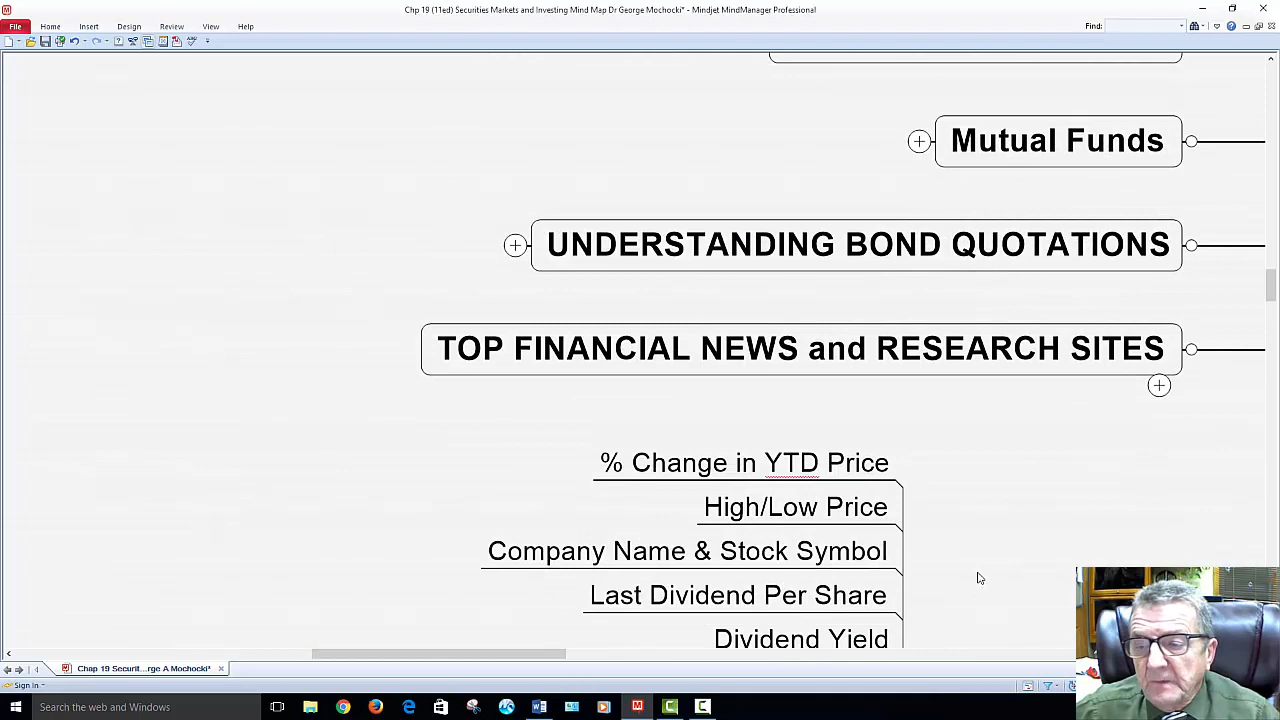 Chp 19 (11ed) Securities Markets and Investing Mind Map Dr George Mochocki* - Mindjet MindManager Professional
File Home Insert Design Review View Help Find:
Mutual Funds
UNDERSTANDING BOND QUOTATIONS
TOP FINANCIAL NEWS and RESEARCH SITES
% Change in YTD Price
High/Low Price
Company Name & Stock Symbol
Last Dividend Per Share
Dividend Yield
Chap 19 Securit...rge A Mochocki*
Sign In
Search the web and Windows